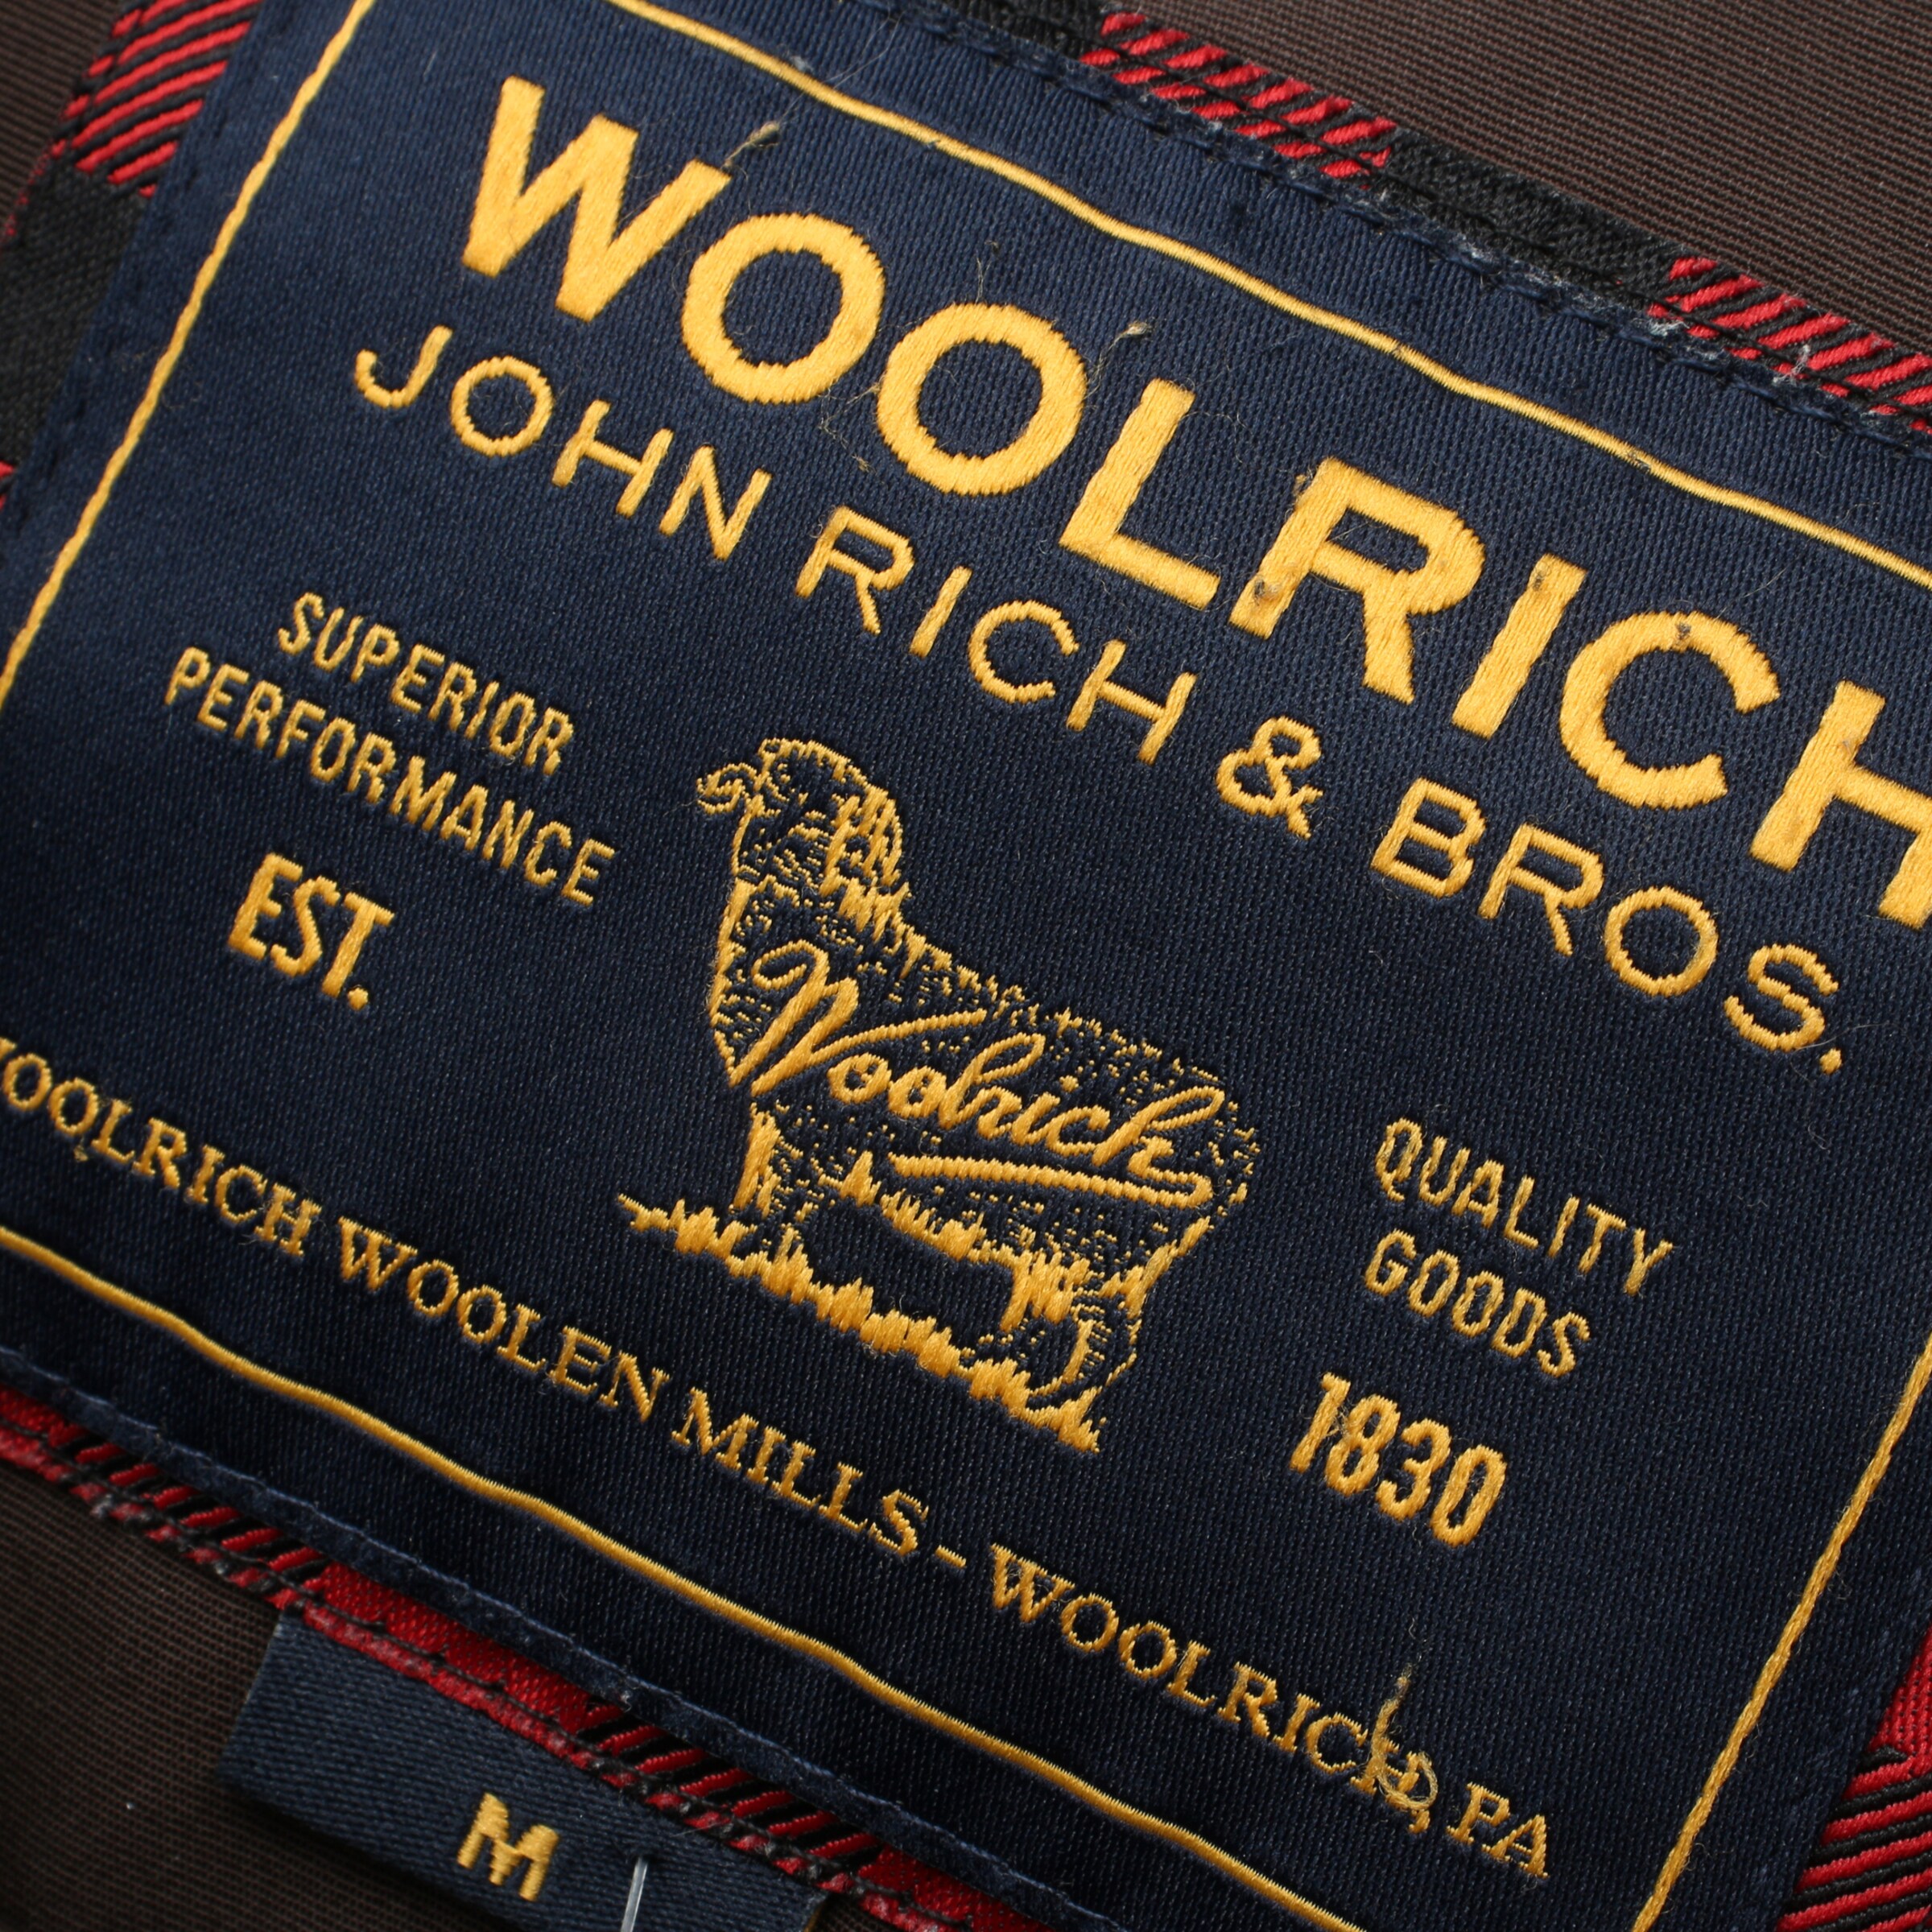 WOOLRICH
JOHN RICH & BROS.
SUPERIOR
PERFORMANCE
EST.
Woolrich
QUALITY
GOODS
1830
WOOLRICH WOOLEN MILLS - WOOLRICH, PA
M